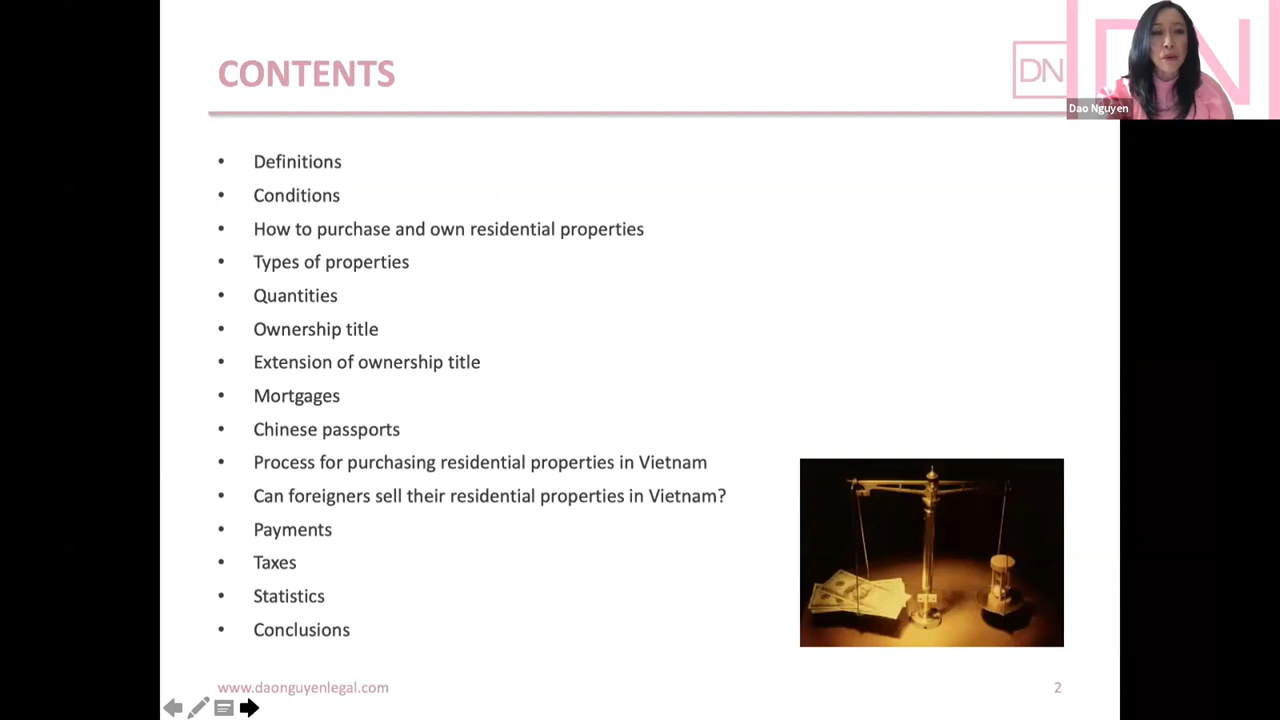 CONTENTS
DN
DN
Dao Nguyen
• Definitions
• Conditions
• How to purchase and own residential properties
• Types of properties
• Quantities
• Ownership title
• Extension of ownership title
• Mortgages
• Chinese passports
• Process for purchasing residential properties in Vietnam
• Can foreigners sell their residential properties in Vietnam?
• Payments
• Taxes
• Statistics
• Conclusions
www.daonguyenlegal.com
2